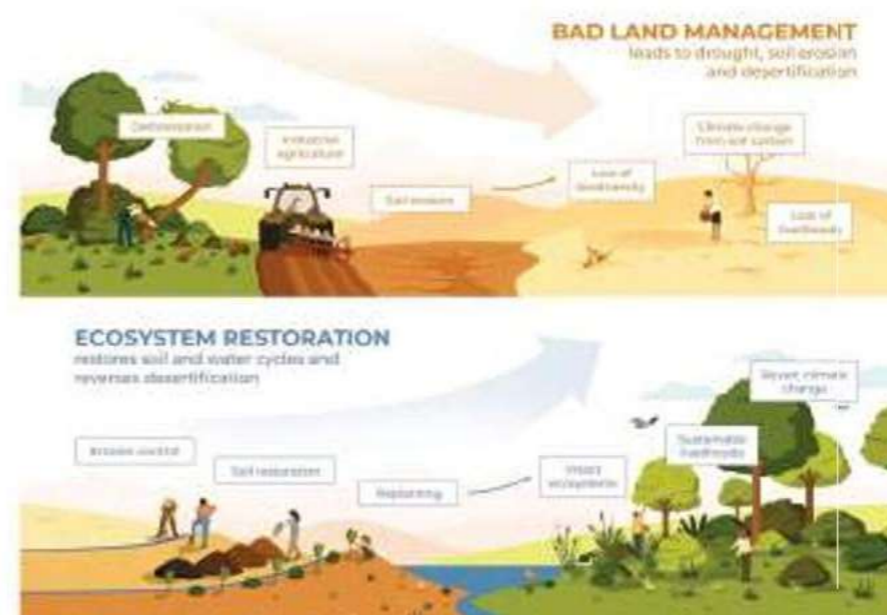 BAD LAND MANAGEMENT
leads to drought, soil erosion
and desertification
Deforestation
Intensive
agriculture
Soil erosion
Loss of
biodiversity
Climate change
from soil carbon
Loss of
livelihoods
ECOSYSTEM RESTORATION
restores soil and water cycles and
reverses desertification
Erosion control
Soil restoration
Replanting
Intact
ecosystems
Sustainable
livelihoods
climate
change